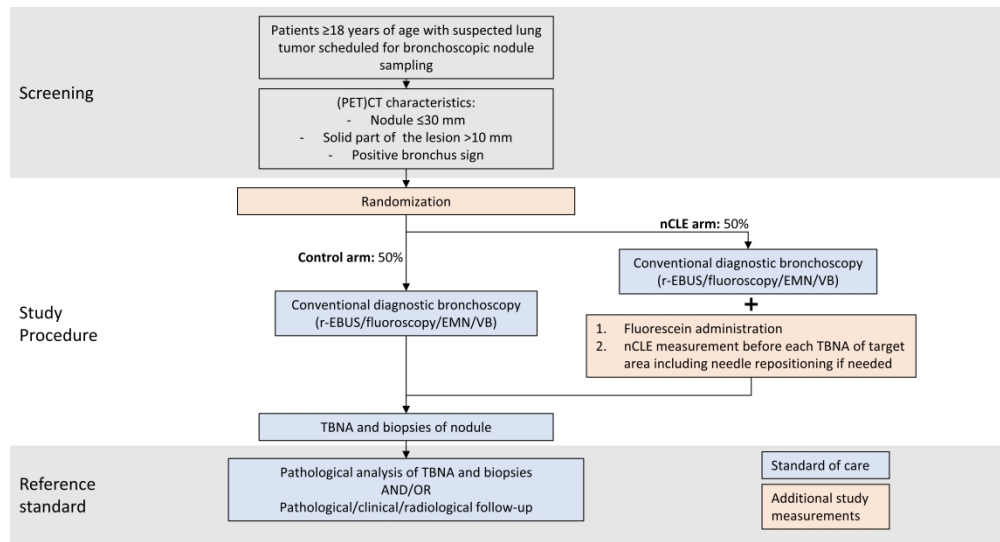 Screening
Patients ≥18 years of age with suspected lung
tumor scheduled for bronchoscopic nodule
sampling
(PET)CT characteristics:
- Nodule ≤30 mm
- Solid part of the lesion >10 mm
- Positive bronchus sign
Study
Procedure
Randomization
nCLE arm: 50%
Control arm: 50%
Conventional diagnostic bronchoscopy
(r-EBUS/fluoroscopy/EMN/VB)
+
1. Fluorescein administration
2. nCLE measurement before each TBNA of target
area including needle repositioning if needed
Conventional diagnostic bronchoscopy
(r-EBUS/fluoroscopy/EMN/VB)
TBNA and biopsies of nodule
Reference
standard
Pathological analysis of TBNA and biopsies
AND/OR
Pathological/clinical/radiological follow-up
Standard of care
Additional study
measurements